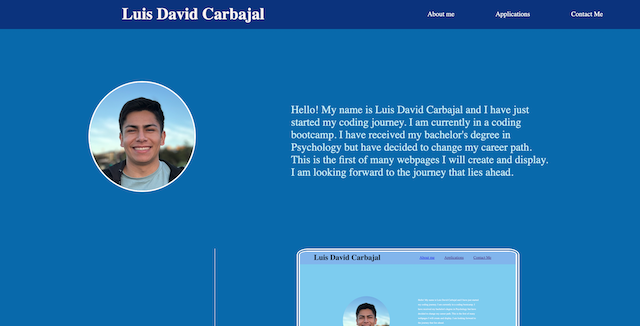 Luis David Carbajal
About me
Applications
Contact Me
Hello! My name is Luis David Carbajal and I have just
started my coding journey. I am currently in a coding
bootcamp. I have received my bachelor's degree in
Psychology but have decided to change my career path.
This is the first of many webpages I will create and display.
I am looking forward to the journey that lies ahead.
Luis David Carbajal
About me
Applications
Contact Me